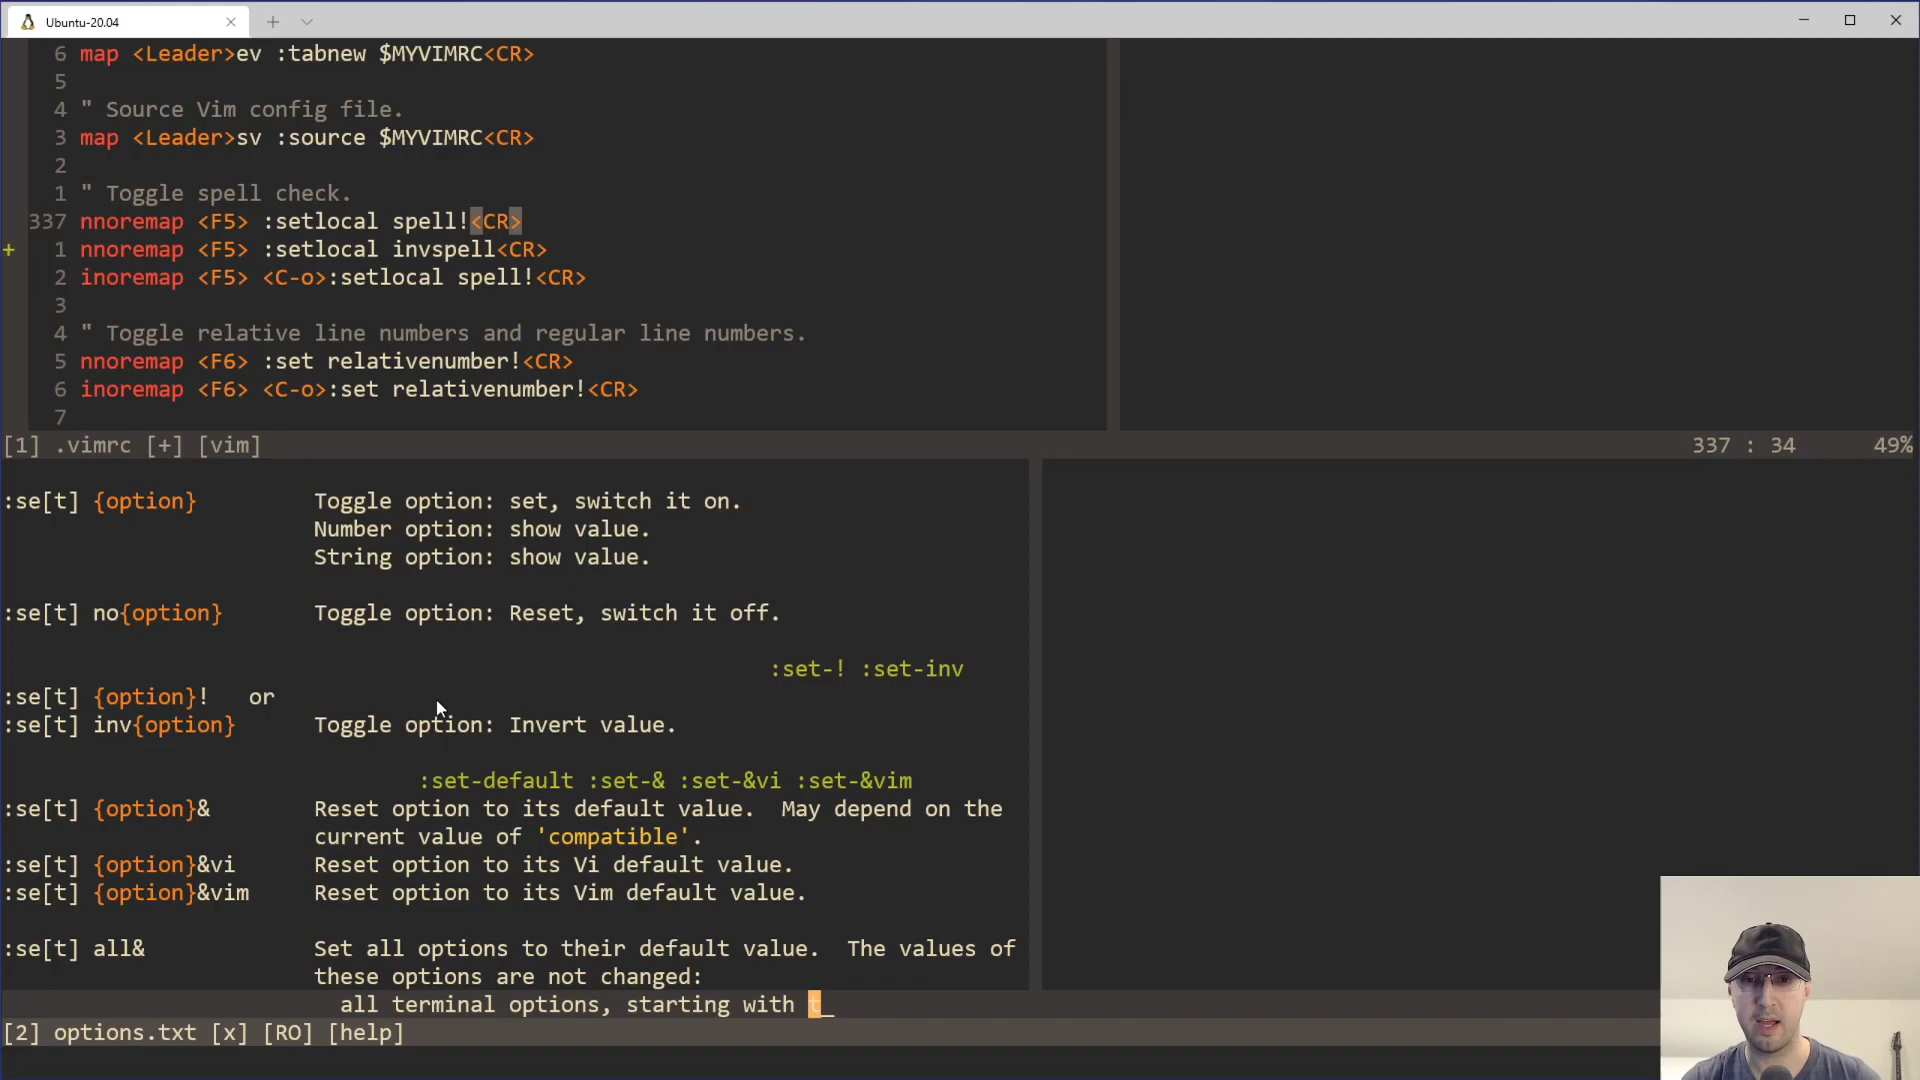 Ubuntu-20.04
6 map <Leader>ev :tabnew $MYVIMRC<CR>
5
4 " Source Vim config file.
3 map <Leader>sv :source $MYVIMRC<CR>
2
1 " Toggle spell check.
337 nnoremap <F5> :setlocal spell!<CR>
+ 1 nnoremap <F5> :setlocal invspell<CR>
2 inoremap <F5> <C-o>:setlocal spell!<CR>
3
4 " Toggle relative line numbers and regular line numbers.
5 nnoremap <F6> :set relativenumber!<CR>
6 inoremap <F6> <C-o>:set relativenumber!<CR>
7
[1] .vimrc [+] [vim] 337 : 34 49%
:se[t] {option} Toggle option: set, switch it on.
Number option: show value.
String option: show value.
:se[t] no{option} Toggle option: Reset, switch it off.
:set-! :set-inv
:se[t] {option}! or
:se[t] inv{option} Toggle option: Invert value.
:set-default :set-& :set-&vi :set-&vim
:se[t] {option}& Reset option to its default value. May depend on the
current value of 'compatible'.
:se[t] {option}&vi Reset option to its Vi default value.
:se[t] {option}&vim Reset option to its Vim default value.
:se[t] all& Set all options to their default value. The values of
these options are not changed:
all terminal options, starting with t_
[2] options.txt [x] [RO] [help]